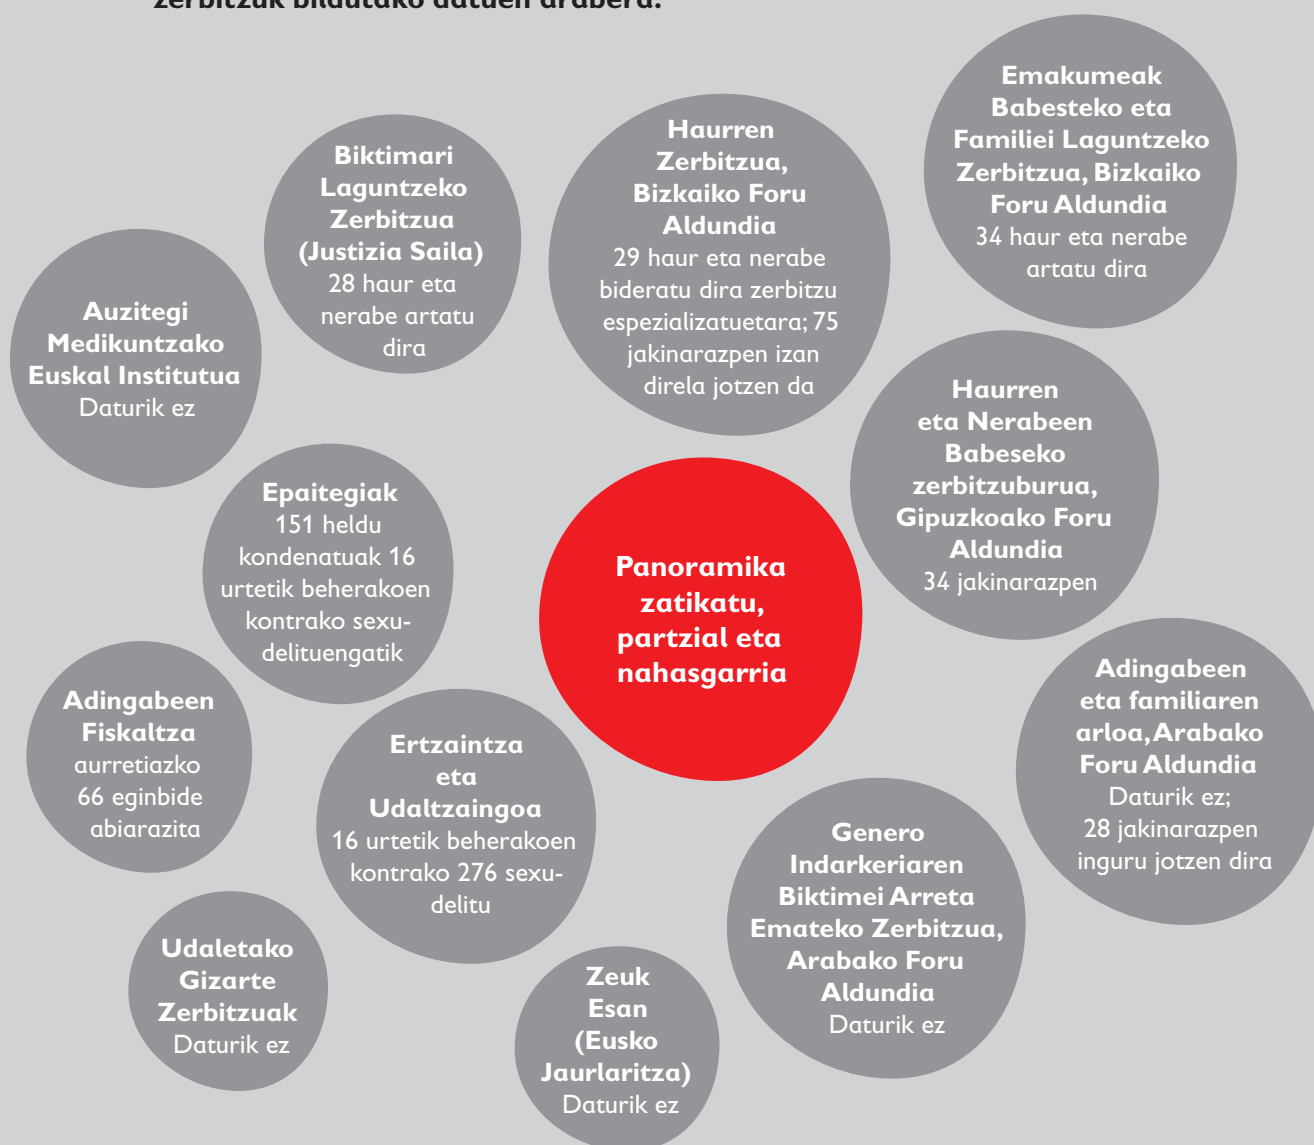 zerbitzuk bildutako datuen arabera:
Emakumeak
Babesteko eta
Familiei Laguntzeko
Zerbitzua, Bizkaiko
Foru Aldundia
34 haur eta nerabe
artatu dira
Haurren
Zerbitzua,
Bizkaiko Foru
Aldundia
29 haur eta nerabe
bideratu dira zerbitzu
espezializatuetara; 75
jakinarazpen izan
direla jotzen da
Biktimari
Laguntzeko
Zerbitzua
(Justizia Saila)
28 haur eta
nerabe artatu
dira
Auzitegi
Medikuntzako
Euskal Institutua
Daturik ez
Haurren
eta Nerabeen
Babeseko
zerbitzuburua,
Gipuzkoako Foru
Aldundia
34 jakinarazpen
Epaitegiak
151 heldu
kondenatuak 16
urtetik beherakoen
kontrako sexu-
delituengatik
Panoramika
zatikatu,
partzial eta
nahasgarria
Adingabeen
eta familiaren
arloa, Arabako
Foru Aldundia
Daturik ez;
28 jakinarazpen
inguru jotzen dira
Adingabeen
Fiskaltza
aurretiazko
66 eginbide
abiarazita
Ertzaintza
eta
Udaltzaingoa
16 urtetik beherakoen
kontrako 276 sexu-
delitu
Genero
Indarkeriaren
Biktimei Arreta
Emateko Zerbitzua,
Arabako Foru
Aldundia
Daturik ez
Udaletako
Gizarte
Zerbitzuak
Daturik ez
Zeuk
Esan
(Eusko
Jaurlaritza)
Daturik ez